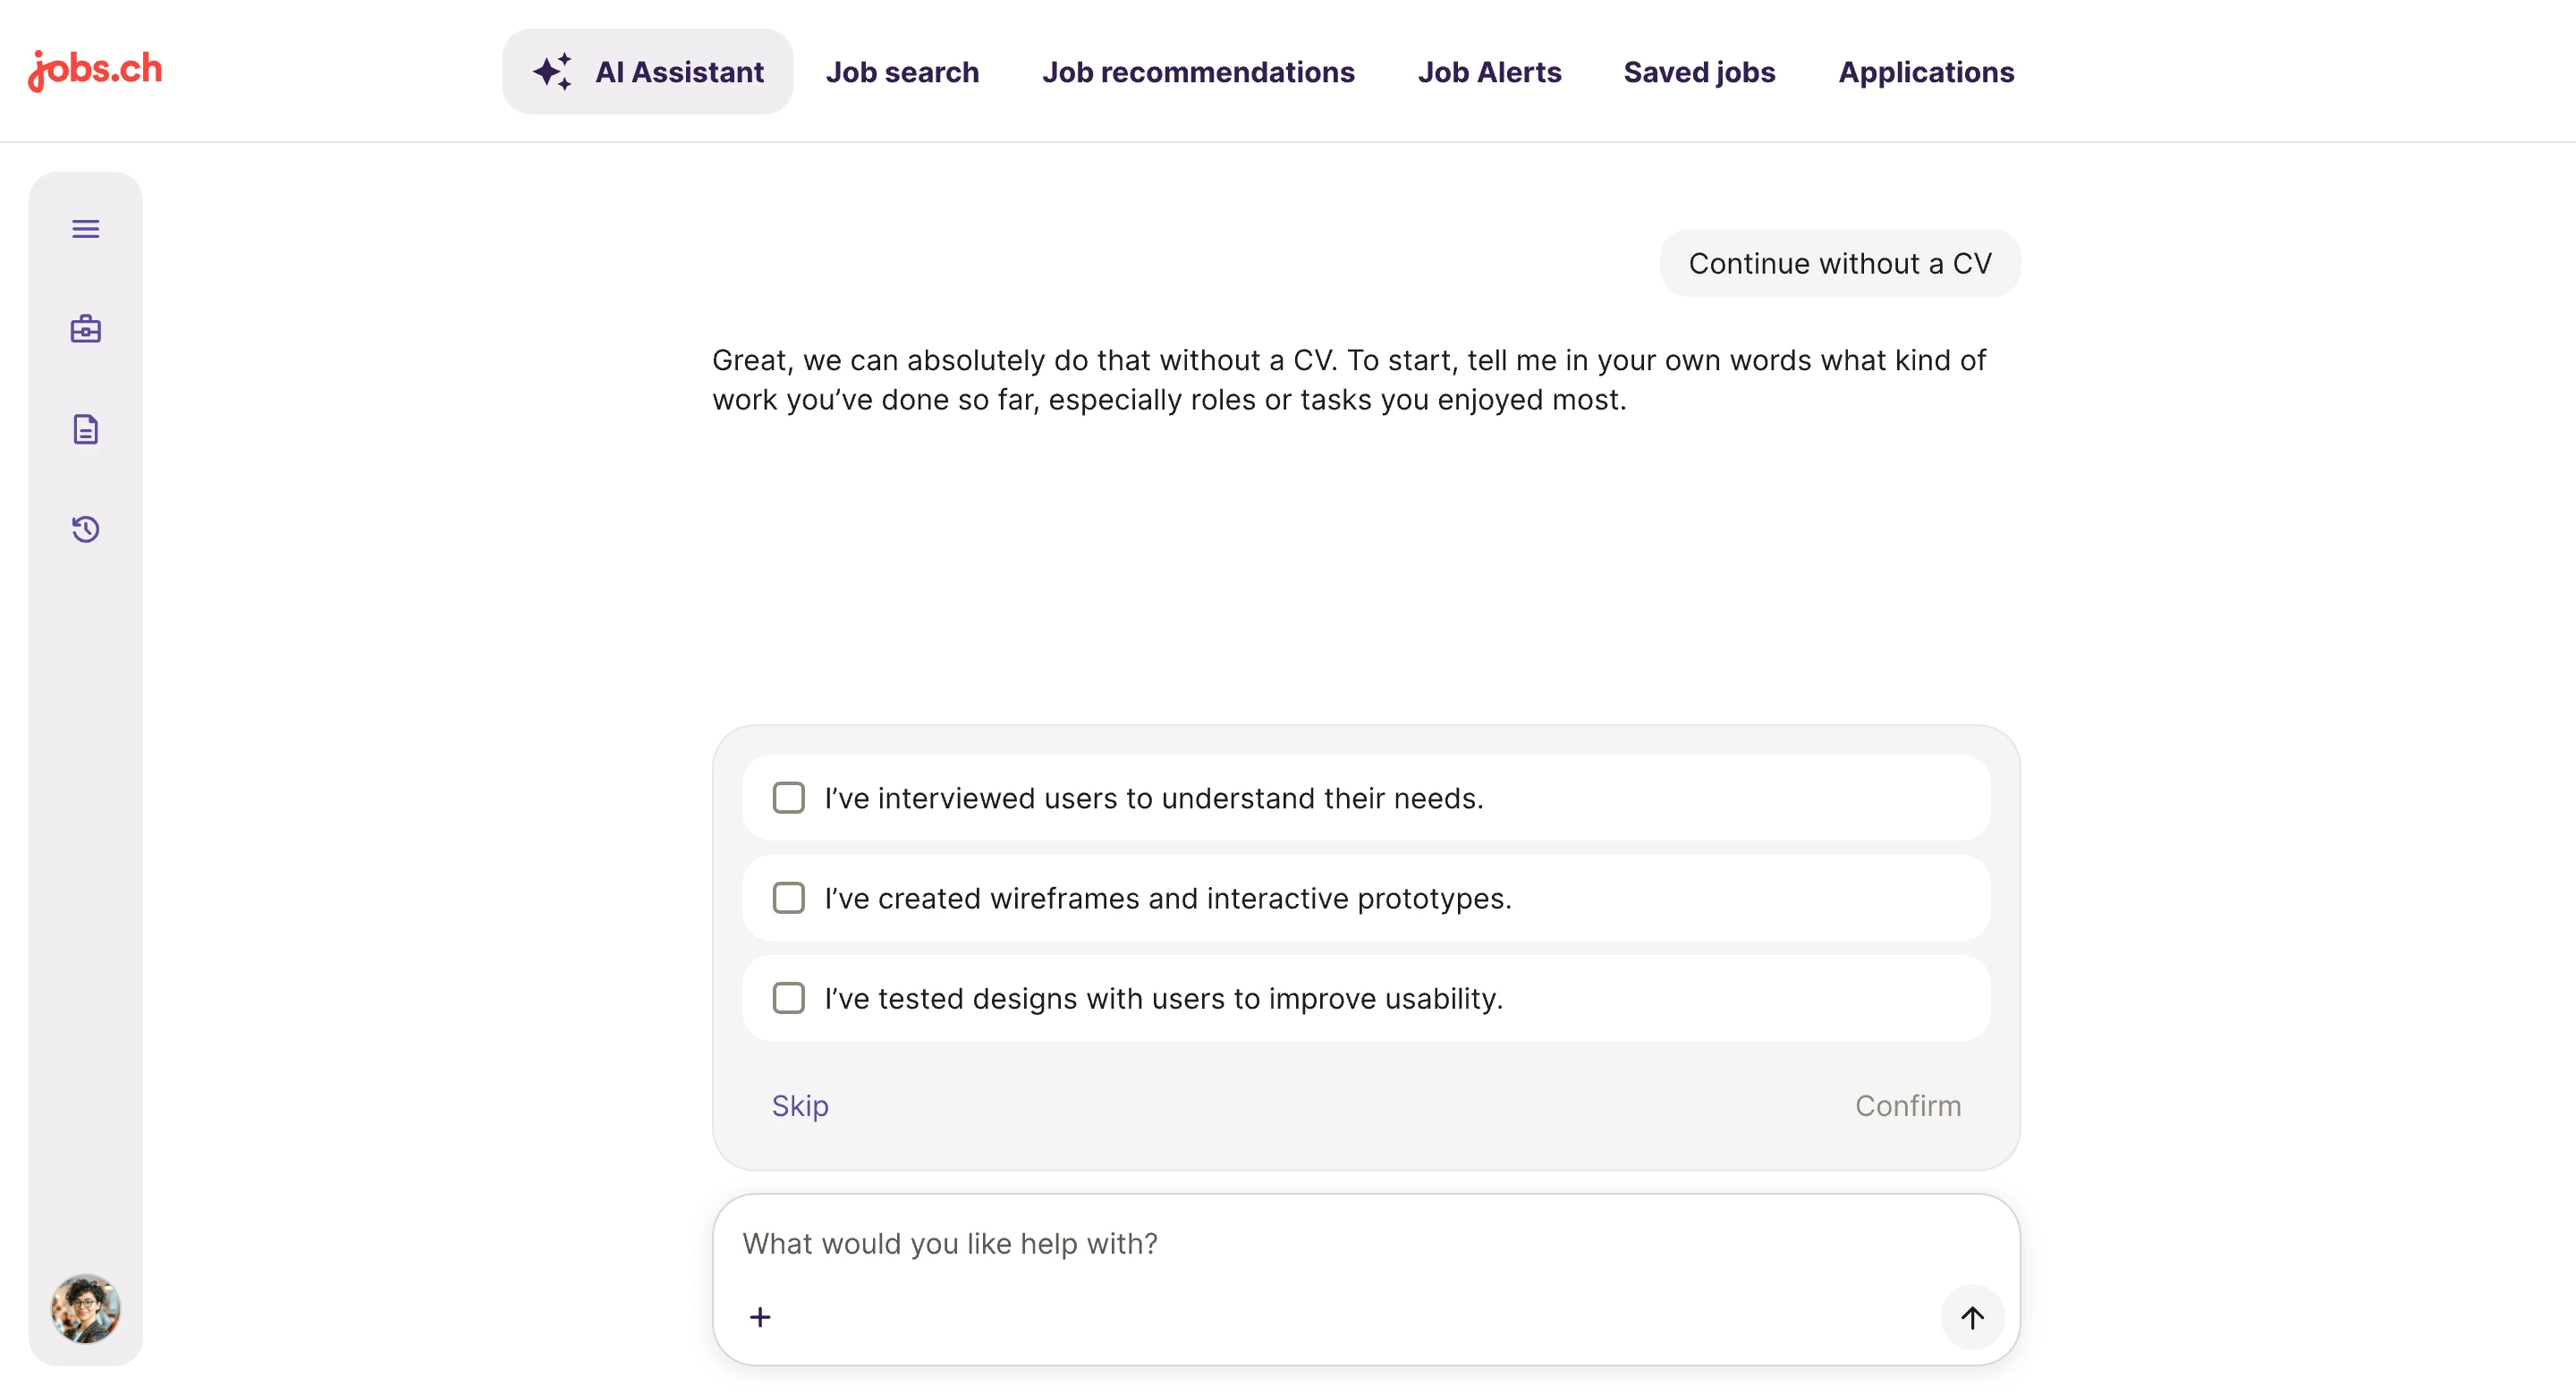 jobs.ch
AI Assistant
Job search
Job recommendations
Job Alerts
Saved jobs
Applications
Continue without a CV
Great, we can absolutely do that without a CV. To start, tell me in your own words what kind of
work you’ve done so far, especially roles or tasks you enjoyed most.
I’ve interviewed users to understand their needs.
I’ve created wireframes and interactive prototypes.
I’ve tested designs with users to improve usability.
Skip
Confirm
What would you like help with?